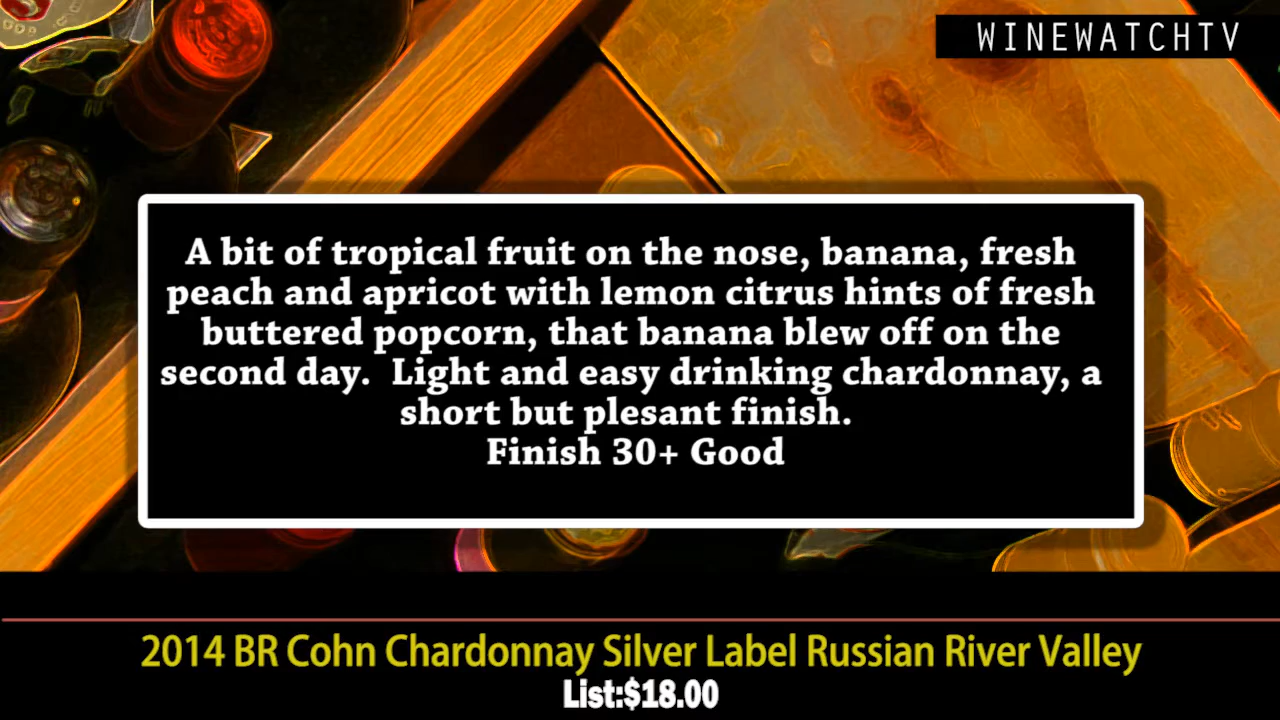 WINEWATCHTV
A bit of tropical fruit on the nose, banana, fresh
peach and apricot with lemon citrus hints of fresh
buttered popcorn, that banana blew off on the
second day.  Light and easy drinking chardonnay, a
short but plesant finish.
Finish 30+ Good
2014 BR Cohn Chardonnay Silver Label Russian River Valley
List:$18.00